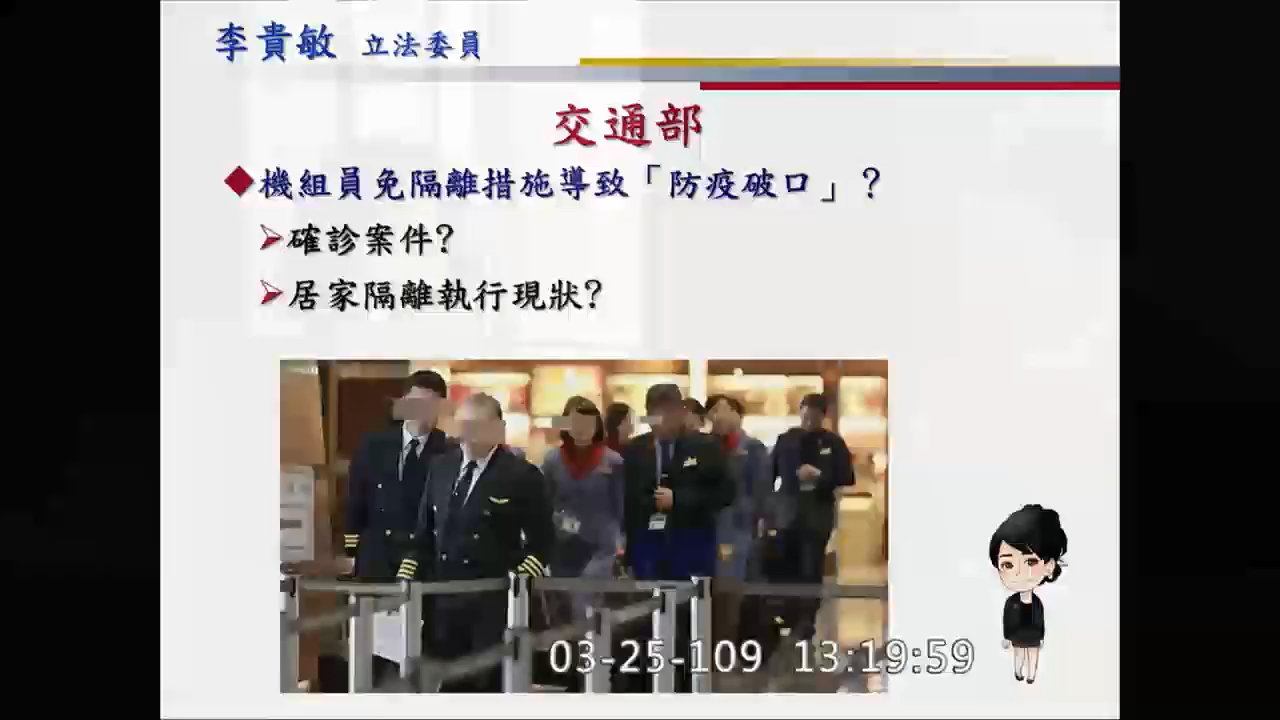 李貴敏 立法委員
交通部
機組員免隔離措施導致「防疫破口」？
確診案件?
居家隔離執行現狀?
03-25-109 13:19:59